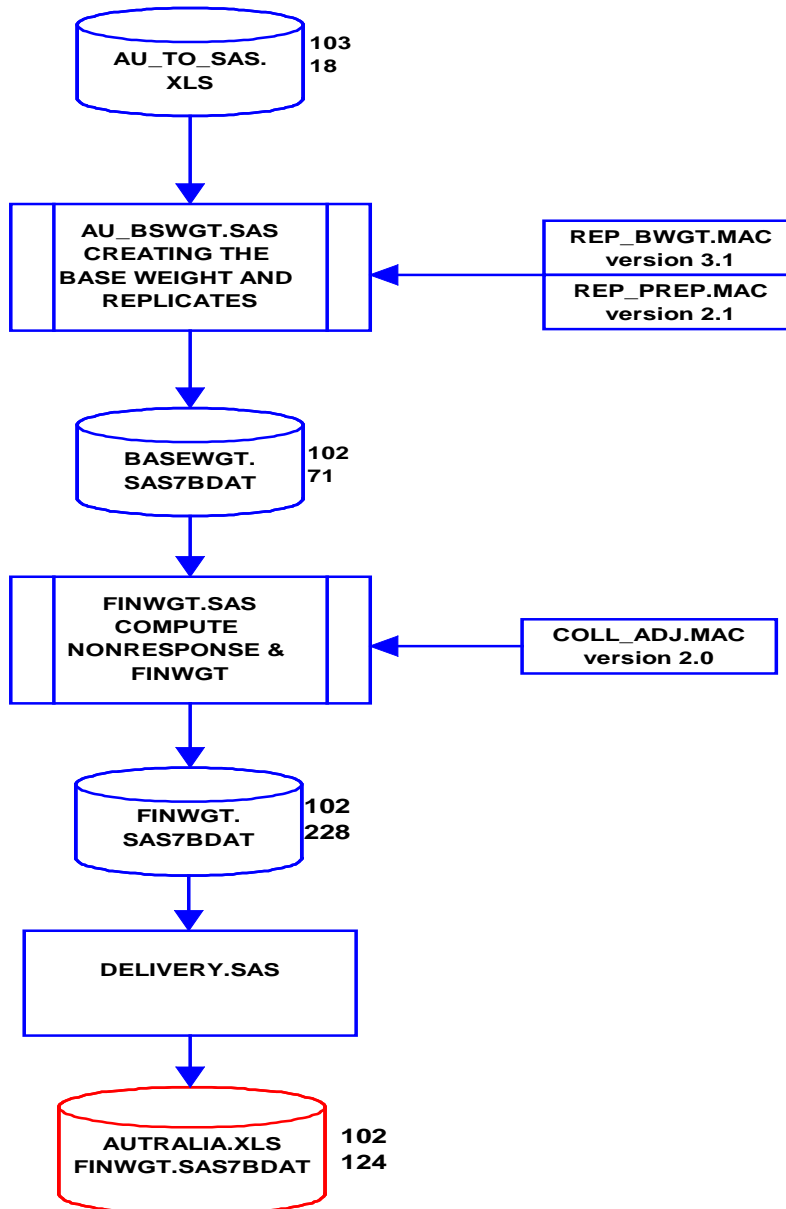 AU_TO_SAS.
XLS
103
18
AU_BSWGT.SAS
CREATING THE
BASE WEIGHT AND
REPLICATES
REP_BWGT.MAC
version 3.1
REP_PREP.MAC
version 2.1
BASEWGT.
SAS7BDAT
102
71
FINWGT.SAS
COMPUTE
NONRESPONSE &
FINWGT
COLL_ADJ.MAC
version 2.0
FINWGT.
SAS7BDAT
102
228
DELIVERY.SAS
AUTRALIA.XLS
FINWGT.SAS7BDAT
102
124